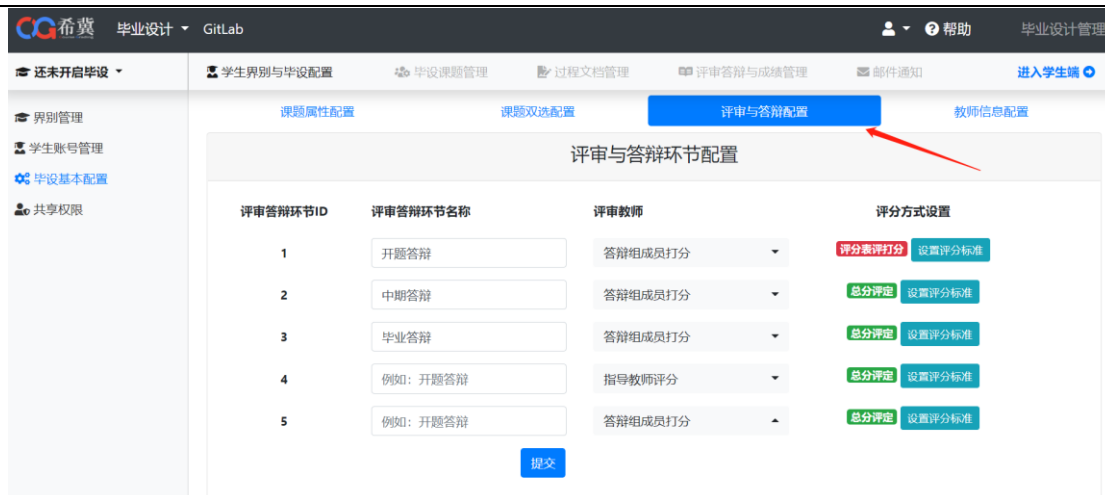 CG希冀 毕业设计 GitLab 帮助 毕业设计管理
还未开启毕设 学生界别与毕设配置 毕设课题管理 过程文档管理 评审答辩与成绩管理 邮件通知 进入学生端
界别管理
学生账号管理
毕设基本配置
共享权限
课题属性配置 课题双选配置 评审与答辩配置 教师信息配置
评审与答辩环节配置
评审答辩环节ID 评审答辩环节名称 评审教师 评分方式设置
1 开题答辩 答辩组成员打分 评分表评打分 设置评分标准
2 中期答辩 答辩组成员打分 总分评定 设置评分标准
3 毕业答辩 答辩组成员打分 总分评定 设置评分标准
4 例如：开题答辩 指导教师评分 总分评定 设置评分标准
5 例如：开题答辩 答辩组成员打分 总分评定 设置评分标准
提交